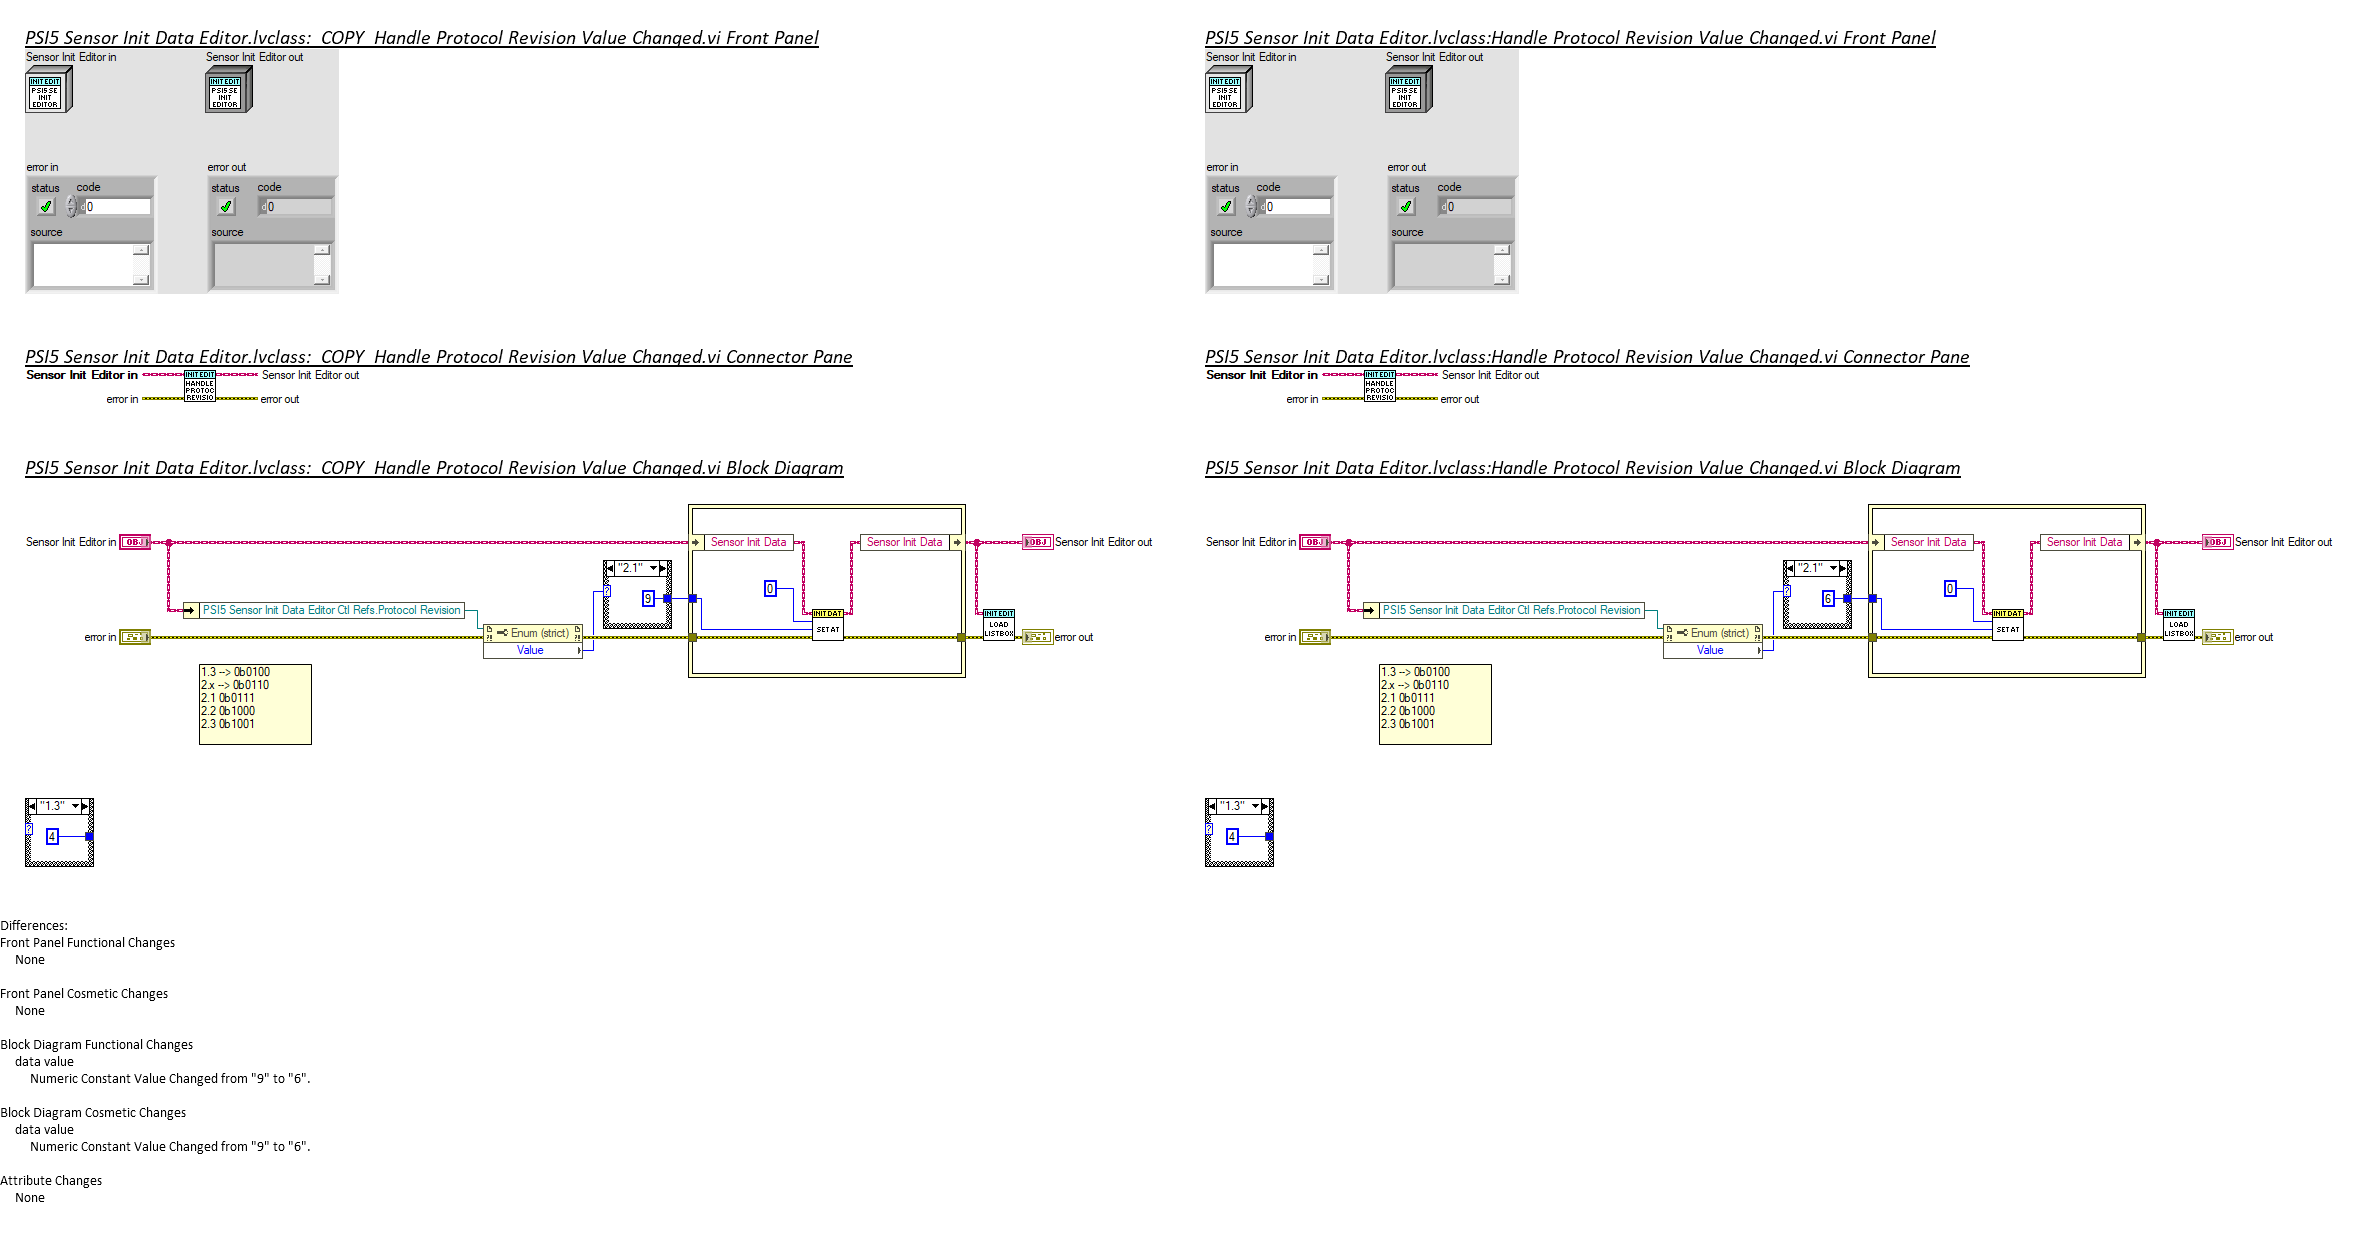 PSI5 Sensor Init Data Editor.lvclass:_COPY_Handle Protocol Revision Value Changed.vi Front Panel
Sensor Init Editor in
Sensor Init Editor out
INIT EDIT
PSI5 SE
INIT
EDITOR
INIT EDIT
PSI5 SE
INIT
EDITOR
error in
error out
status
code
status
code
d0
d0
source
source
PSI5 Sensor Init Data Editor.lvclass:_COPY_Handle Protocol Revision Value Changed.vi Connector Pane
Sensor Init Editor in
INIT EDIT
HANDLE
PROTOC
REVISIO
Sensor Init Editor out
error in
error out
PSI5 Sensor Init Data Editor.lvclass:_COPY_Handle Protocol Revision Value Changed.vi Block Diagram
Sensor Init Editor in
OBJ
Sensor Init Data
Sensor Init Data
OBJ
Sensor Init Editor out
"2.1"
?
9
0
PSI5 Sensor Init Data Editor Ctl Refs.Protocol Revision
INIT DAT
SET AT
INIT EDIT
LOAD
LISTBOX
error in
Enum (strict)
Value
error out
1.3 --> 0b0100
2.x --> 0b0110
2.1 0b0111
2.2 0b1000
2.3 0b1001
"1.3"
?
4
PSI5 Sensor Init Data Editor.lvclass:Handle Protocol Revision Value Changed.vi Front Panel
Sensor Init Editor in
Sensor Init Editor out
INIT EDIT
PSI5 SE
INIT
EDITOR
INIT EDIT
PSI5 SE
INIT
EDITOR
error in
error out
status
code
status
code
d0
d0
source
source
PSI5 Sensor Init Data Editor.lvclass:Handle Protocol Revision Value Changed.vi Connector Pane
Sensor Init Editor in
INIT EDIT
HANDLE
PROTOC
REVISIO
Sensor Init Editor out
error in
error out
PSI5 Sensor Init Data Editor.lvclass:Handle Protocol Revision Value Changed.vi Block Diagram
Sensor Init Editor in
OBJ
Sensor Init Data
Sensor Init Data
OBJ
Sensor Init Editor out
"2.1"
?
6
0
PSI5 Sensor Init Data Editor Ctl Refs.Protocol Revision
INIT DAT
SET AT
INIT EDIT
LOAD
LISTBOX
error in
Enum (strict)
Value
error out
1.3 --> 0b0100
2.x --> 0b0110
2.1 0b0111
2.2 0b1000
2.3 0b1001
"1.3"
?
4
Differences:
Front Panel Functional Changes
None
Front Panel Cosmetic Changes
None
Block Diagram Functional Changes
data value
Numeric Constant Value Changed from "9" to "6".
Block Diagram Cosmetic Changes
data value
Numeric Constant Value Changed from "9" to "6".
Attribute Changes
None